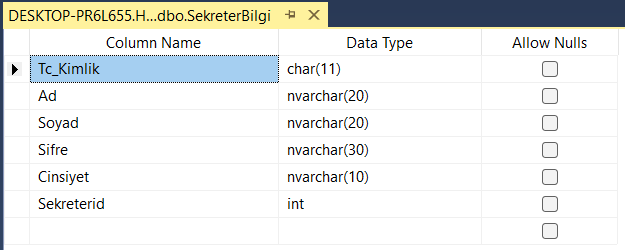 DESKTOP-PR6L655.H...dbo.SekreterBilgi
Column Name Data Type Allow Nulls
Tc_Kimlik char(11)
Ad nvarchar(20)
Soyad nvarchar(20)
Sifre nvarchar(30)
Cinsiyet nvarchar(10)
Sekreterid int